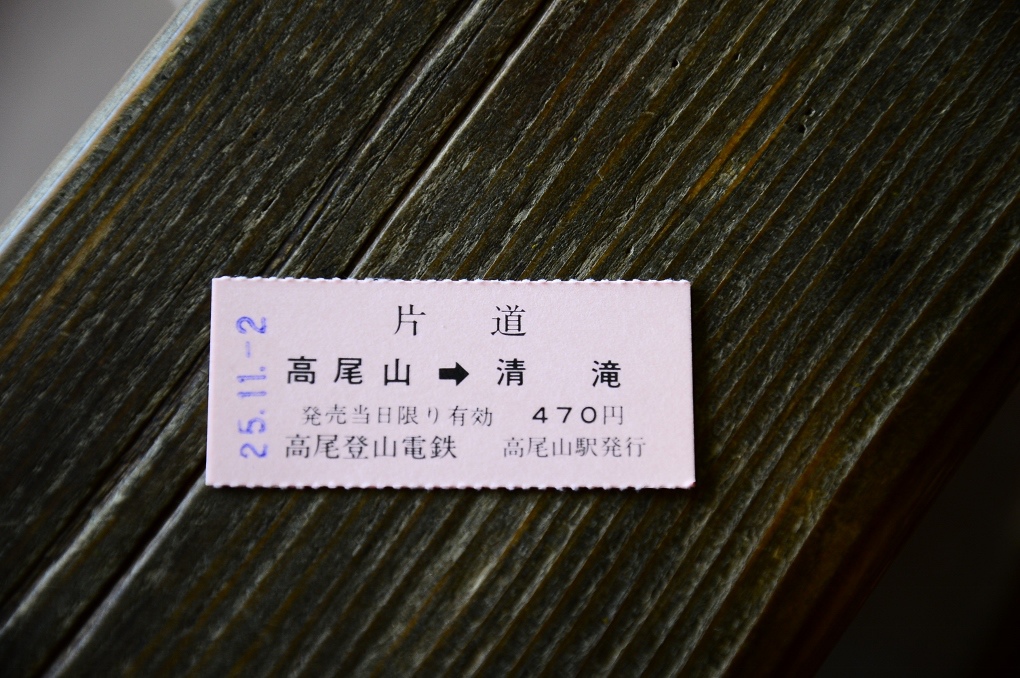 片道
高尾山➡清滝
発売当日限り有効 470円
高尾登山電鉄 高尾山駅発行
25.11.-2